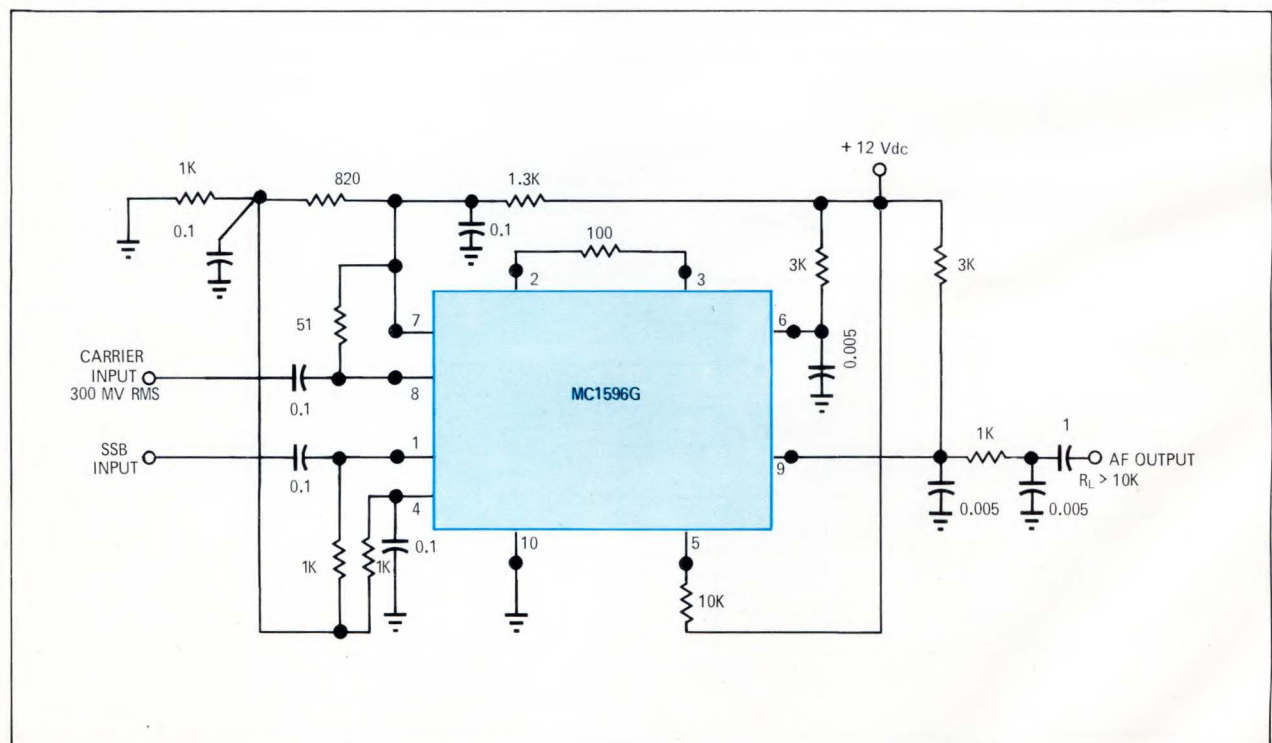 + 12 Vdc
1K
820
1.3K
0.1
0.1
100
3K
3K
2
3
51
7
6
0.005
CARRIER
INPUT
300 MV RMS
0.1
8
MC1596G
SSB
INPUT
0.1
1
9
1K
1
AF OUTPUT
RL > 10K
4
0.1
10
5
0.005
0.005
1K
1K
10K